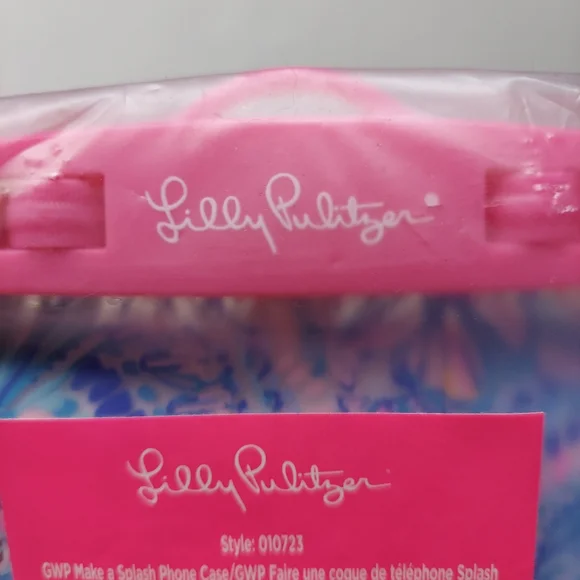 Lilly Pulitzer
Lilly Pulitzer
Style: 010723
GWP Make a Splash Phone Case/GWP Faire une coque de téléphone Splash